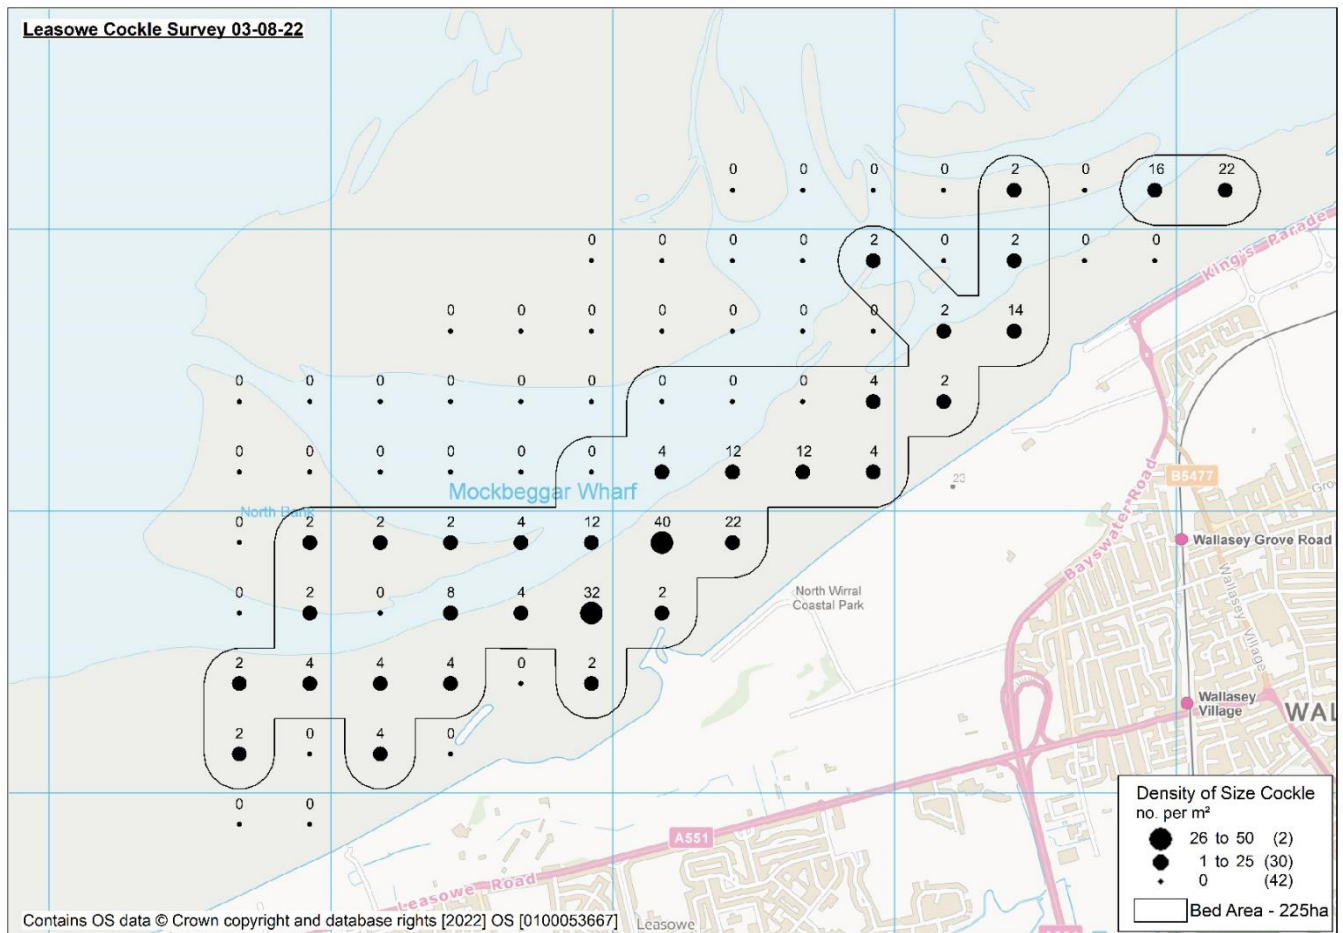 Leasowe Cockle Survey 03-08-22
0 0 0 0 2 0 16 22
King's Parade
0 0 0 0 2 0 2 0 0
0 0 0 0 0 0 0 2 14
0 0 0 0 0 0 0 0 0 4 2
0 0 0 0 0 0 4 12 12 4
23
B5477
Gro
Mockbeggar Wharf
North Bank
0 2 2 2 4 12 40 22
Bayswater Road
Wallasey Grove Road
Wallasey Village
0 2 0 8 4 32 2
North Wirral
Coastal Park
2 4 4 4 0 2
Wallasey
Village
WAL
2 0 4 0
0 0
A551
Leasowe Road
Density of Size Cockle
no. per m²
26 to 50 (2)
1 to 25 (30)
0 (42)
Bed Area - 225ha
Contains OS data © Crown copyright and database rights [2022] OS [0100053667]
Leasowe